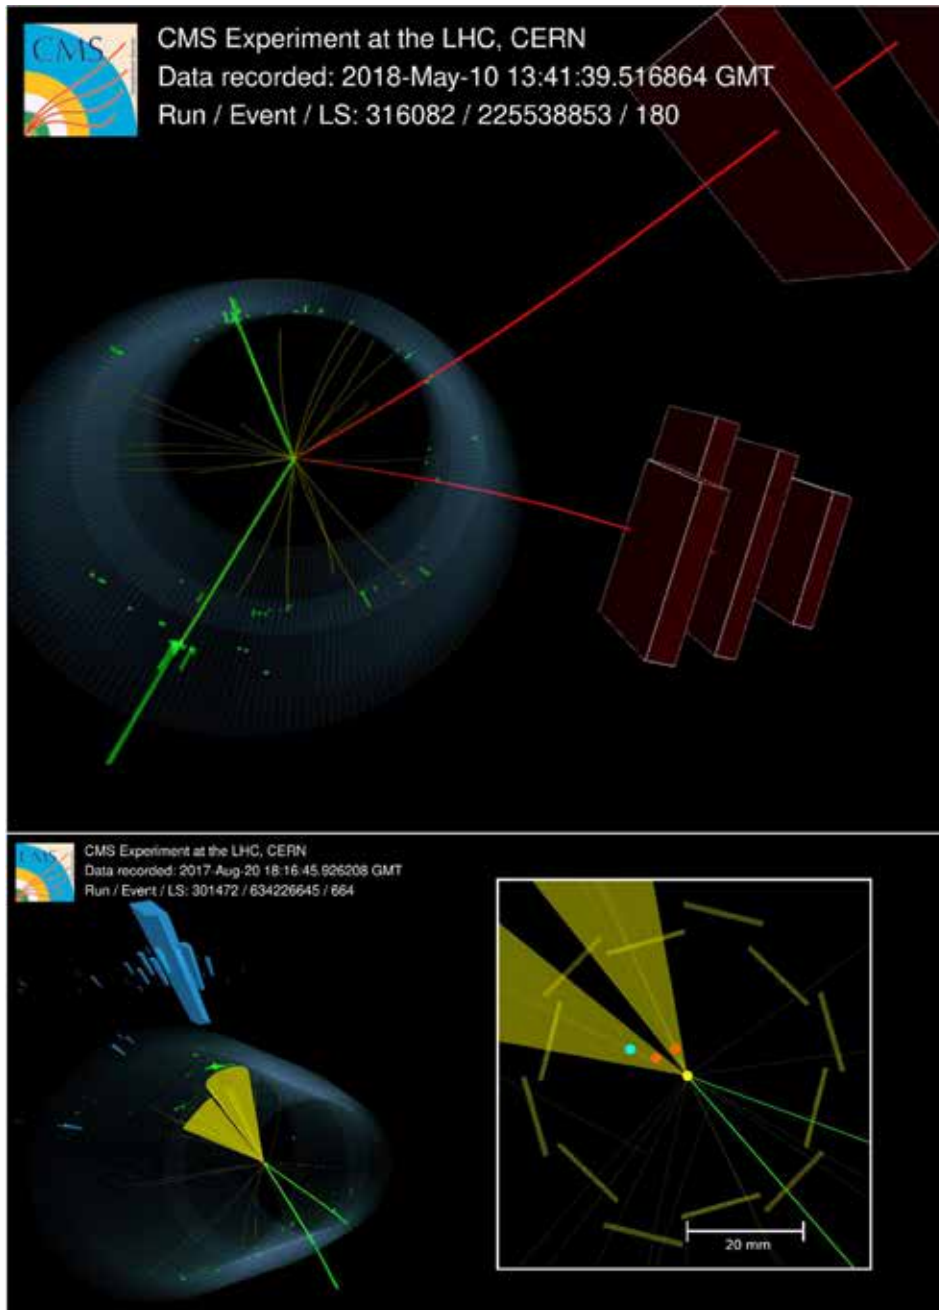 CMS
CMS Experiment at the LHC, CERN
Data recorded: 2018-May-10 13:41:39.516864 GMT
Run / Event / LS: 316082 / 225538853 / 180
CMS
CMS Experiment at the LHC, CERN
Data recorded: 2017-Aug-20 18:16:45.926208 GMT
Run / Event / LS: 301472 / 634226645 / 664
20 mm